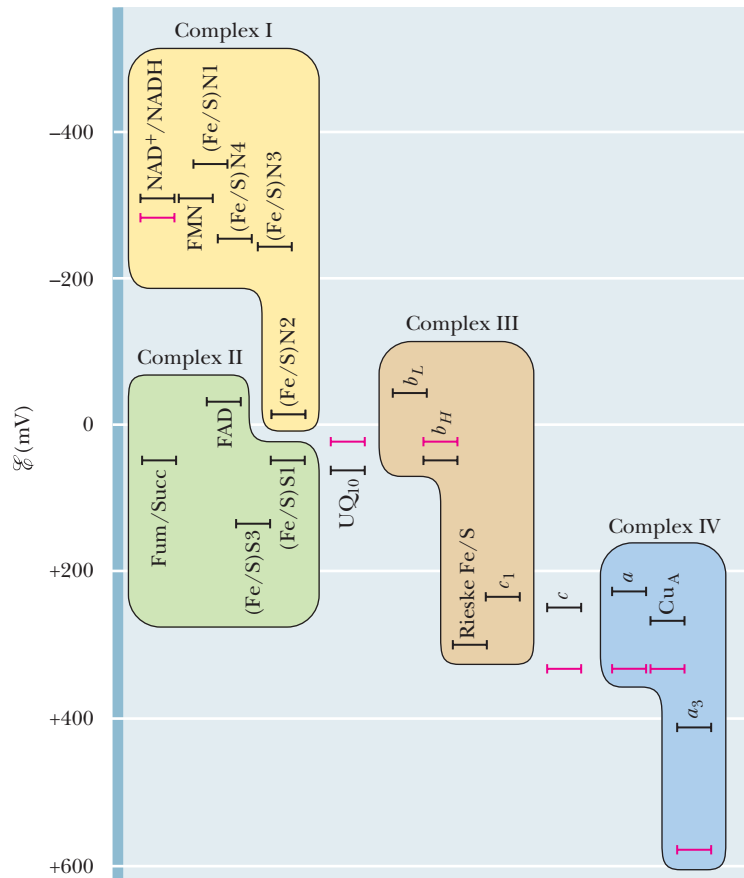 Complex I
NAD⁺/NADH
(Fe/S)N1
FMN
(Fe/S)N4
(Fe/S)N3
(Fe/S)N2
Complex II
FAD
Fum/Succ
(Fe/S)S3
(Fe/S)S1
UQ₁₀
Complex III
b_L
b_H
Rieske Fe/S
c₁
c
Complex IV
a
Cu_A
a₃
ℰ (mV)
–400
–200
0
+200
+400
+600